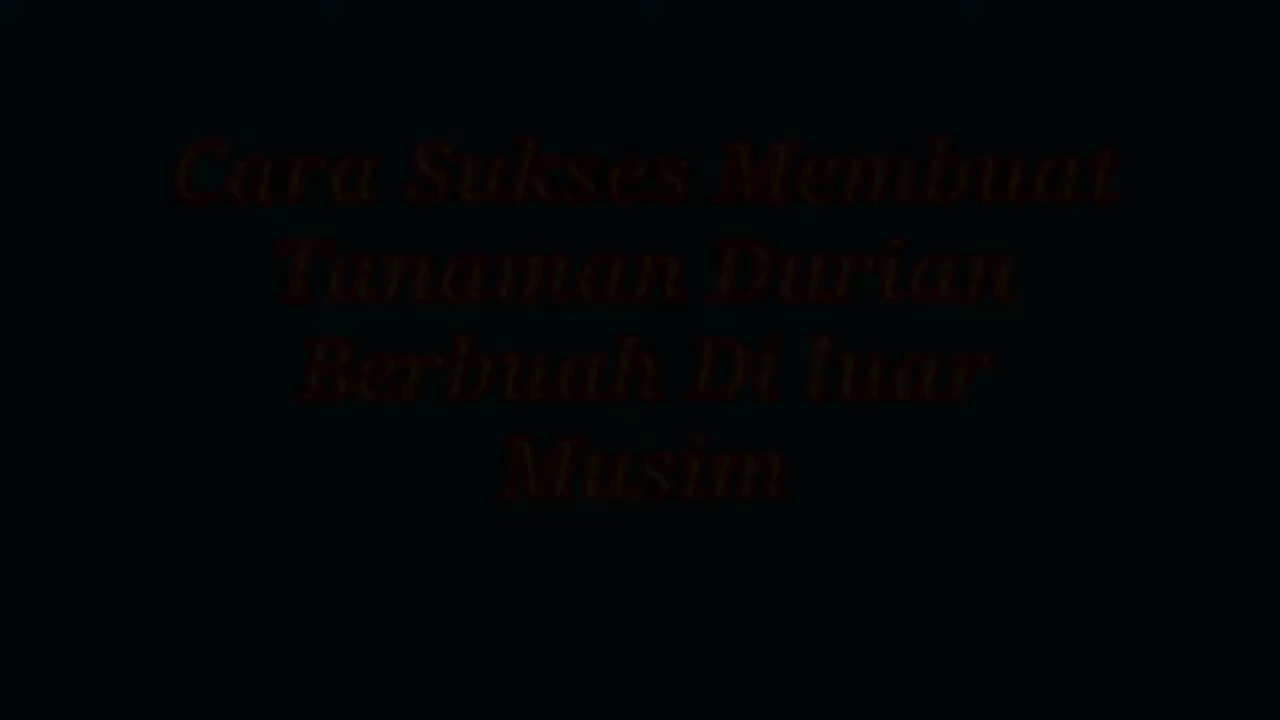 Cara Sukses Membuat
Tanaman Durian
Berbuah Di luar
Musim